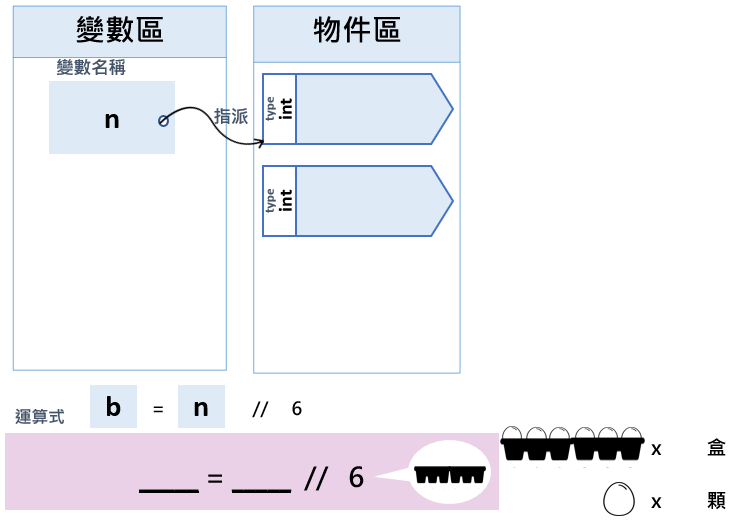 變數區
物件區
變數名稱
n
指派
type
int
type
int
運算式
b = n // 6
____ = ____ // 6
x 盒
x 顆